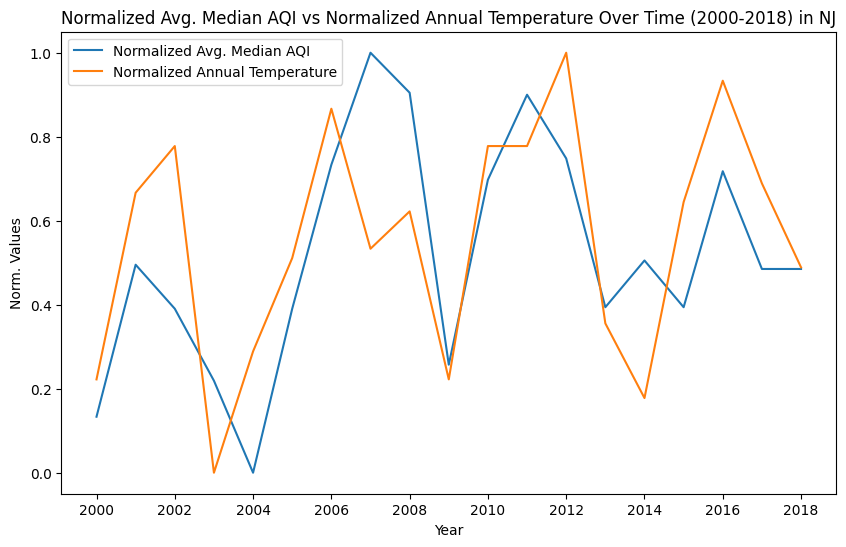 Normalized Avg. Median AQI vs Normalized Annual Temperature Over Time (2000-2018) in NJ
Normalized Avg. Median AQI
Normalized Annual Temperature
Norm. Values
1.0
0.8
0.6
0.4
0.2
0.0
2000 2002 2004 2006 2008 2010 2012 2014 2016 2018
Year